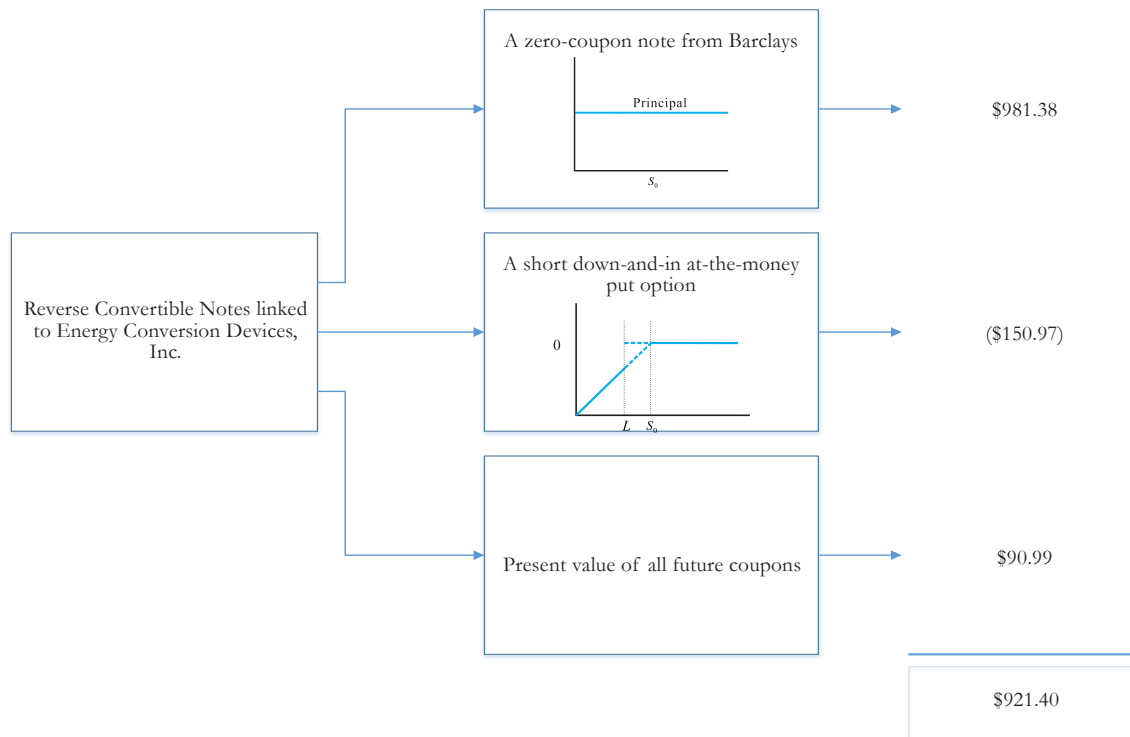 A zero-coupon note from Barclays
Principal
S₀
$981.38
Reverse Convertible Notes linked
to Energy Conversion Devices,
Inc.
A short down-and-in at-the-money
put option
0
L S₀
($150.97)
Present value of all future coupons
$90.99
$921.40